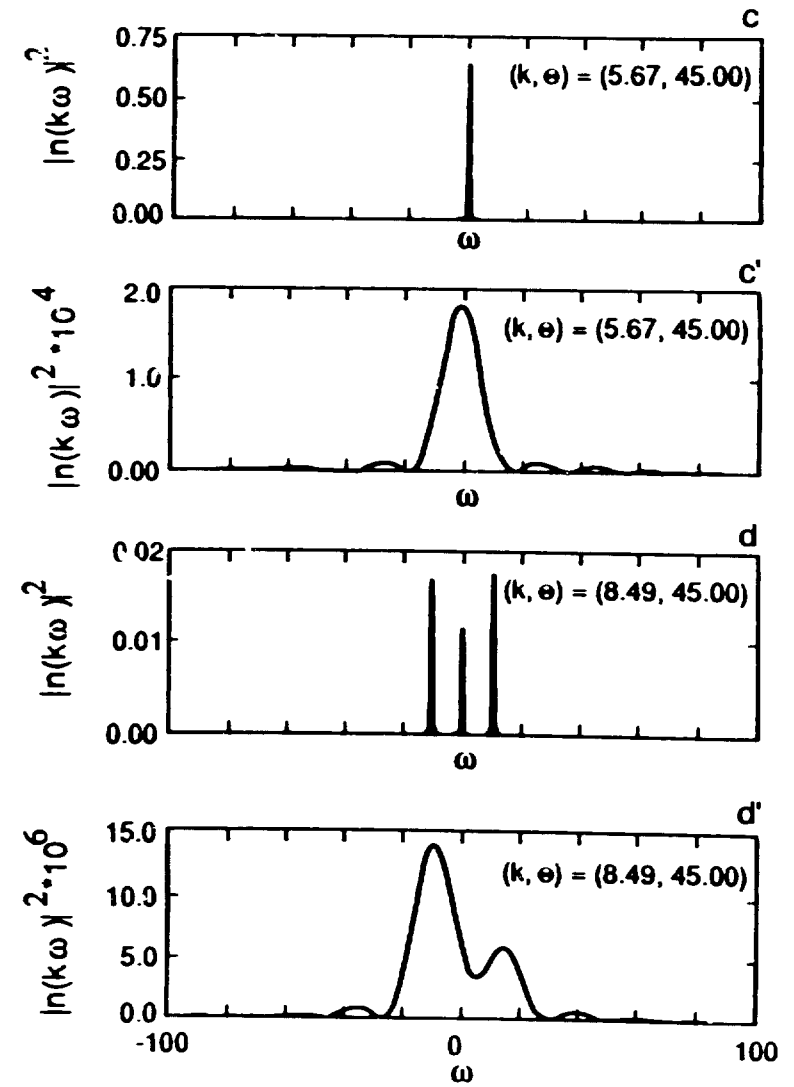 c
0.75
0.50
0.25
0.00
|n(kω)|²
(k, Θ) = (5.67, 45.00)
ω
c'
2.0
1.0
0.00
|n(kω)|² *10⁴
(k, Θ) = (5.67, 45.00)
ω
d
0.02
0.01
0.00
|n(kω)|²
(k, Θ) = (8.49, 45.00)
ω
d'
15.0
10.0
5.0
0.0
|n(kω)|²*10⁶
(k, Θ) = (8.49, 45.00)
-100 0 100
ω